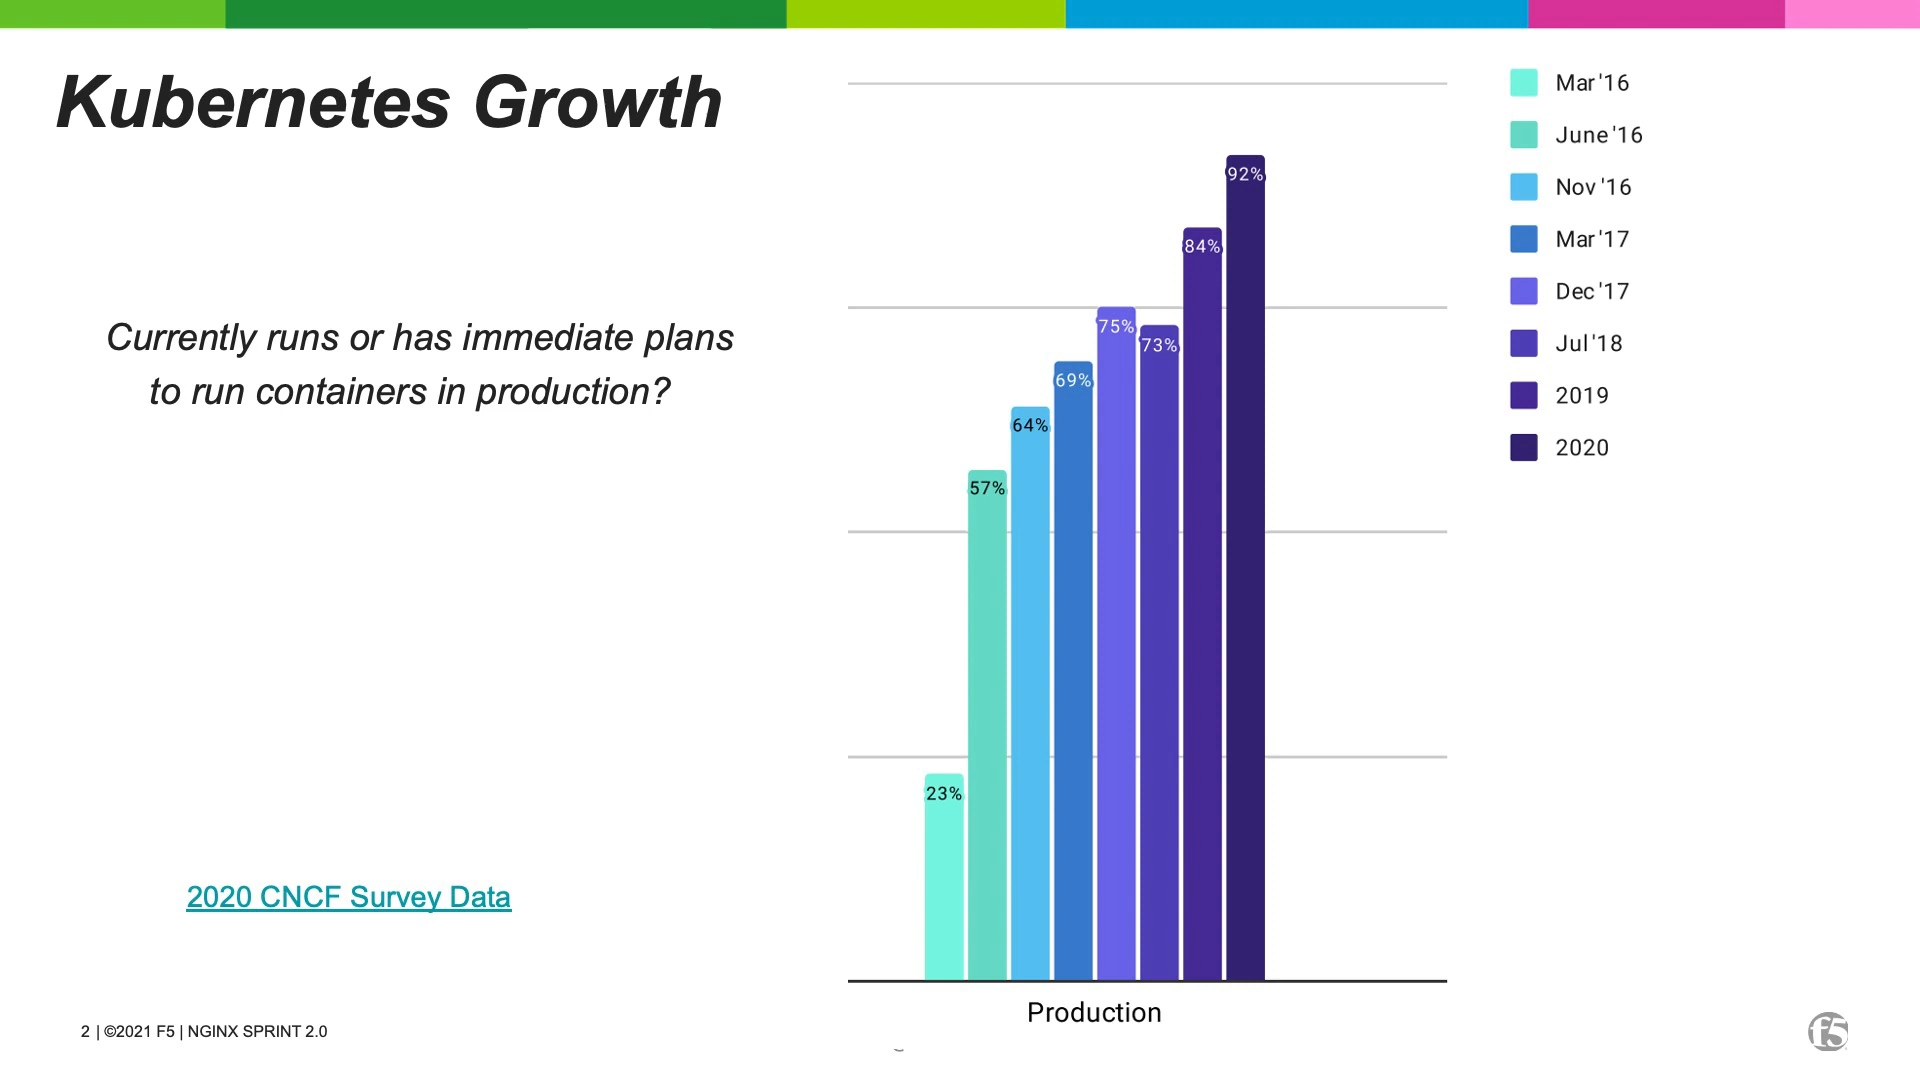 Kubernetes Growth
Currently runs or has immediate plans
to run containers in production?
2020 CNCF Survey Data
23%
57%
64%
69%
75%
73%
84%
92%
Production
Mar '16
June '16
Nov '16
Mar '17
Dec '17
Jul '18
2019
2020
2 | ©2021 F5 | NGINX SPRINT 2.0
f5